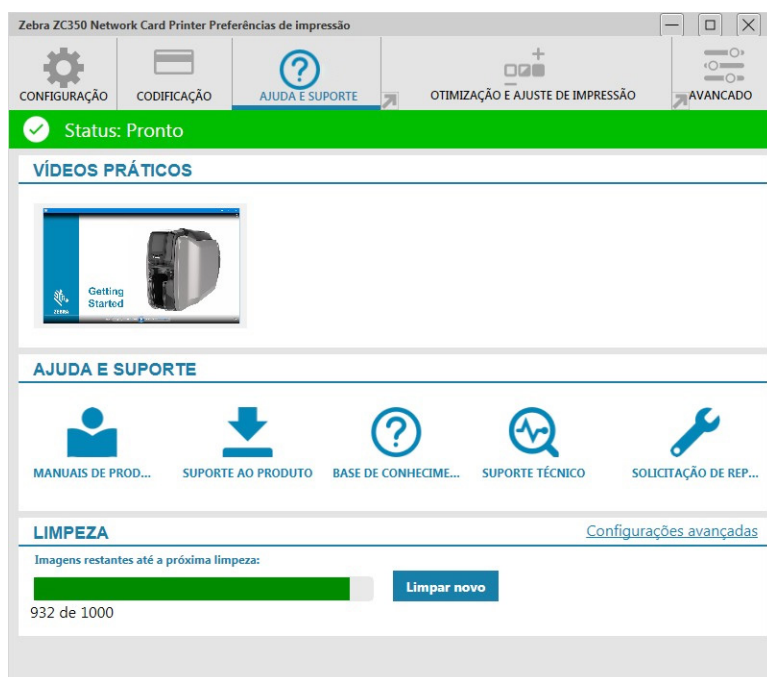 Zebra ZC350 Network Card Printer Preferências de impressão
CONFIGURAÇÃO
CODIFICAÇÃO
AJUDA E SUPORTE
OTIMIZAÇÃO E AJUSTE DE IMPRESSÃO
AVANCADO
Status: Pronto
VÍDEOS PRÁTICOS
Getting
Started
ZEBRA
AJUDA E SUPORTE
MANUAIS DE PROD...
SUPORTE AO PRODUTO
BASE DE CONHECIME...
SUPORTE TÉCNICO
SOLICITAÇÃO DE REP...
LIMPEZA
Configurações avançadas
Imagens restantes até a próxima limpeza:
Limpar novo
932 de 1000